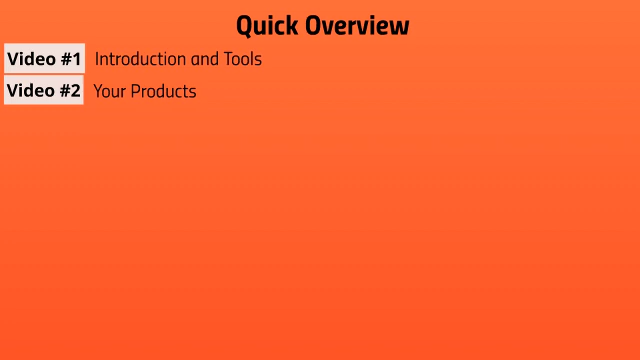 Quick Overview
Video #1 Introduction and Tools
Video #2 Your Products